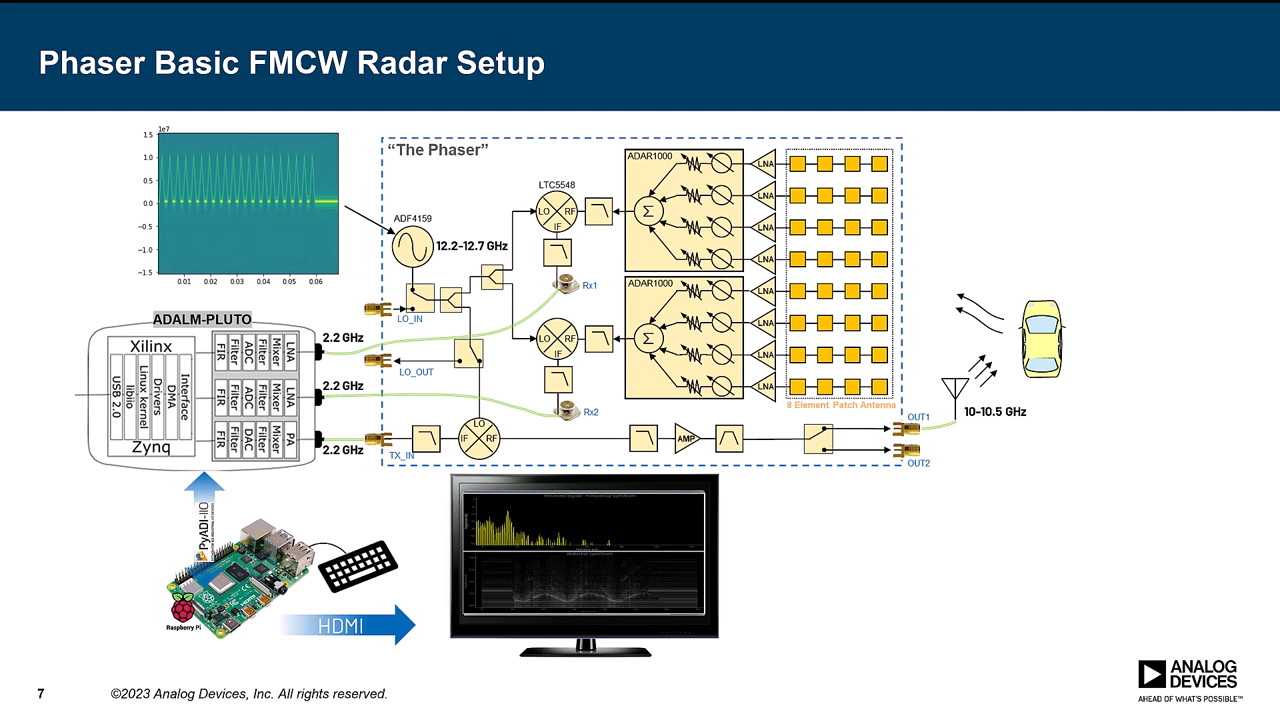 Phaser Basic FMCW Radar Setup
1e7
1.5
1.0
0.5
0.0
−0.5
−1.0
−1.5
0.01 0.02 0.03 0.04 0.05 0.06
"The Phaser"
ADF4159
12.2-12.7 GHz
LTC5548
LO RF
IF
Rx1
LO_IN
LO_OUT
LO RF
IF
Rx2
ADAR1000
Σ
LNA
LNA
LNA
LNA
ADAR1000
Σ
LNA
LNA
LNA
LNA
8 Element Patch Antenna
ADALM-PLUTO
Xilinx
USB 2.0
libiio
Linux kernel
Drivers
DMA
Interface
Zynq
FIR Filter ADC Filter Mixer LNA
FIR Filter ADC Filter Mixer LNA
FIR Filter DAC Filter Mixer PA
2.2 GHz
2.2 GHz
2.2 GHz
TX_IN
LO
IF RF
AMP
OUT1
OUT2
10-10.5 GHz
PyADI-IIO
Raspberry Pi
HDMI
7
©2023 Analog Devices, Inc. All rights reserved.
ANALOG
DEVICES
AHEAD OF WHAT'S POSSIBLE™